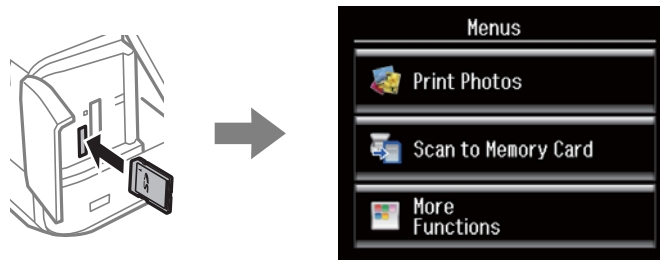 Menus
Print Photos
Scan to Memory Card
More
Functions